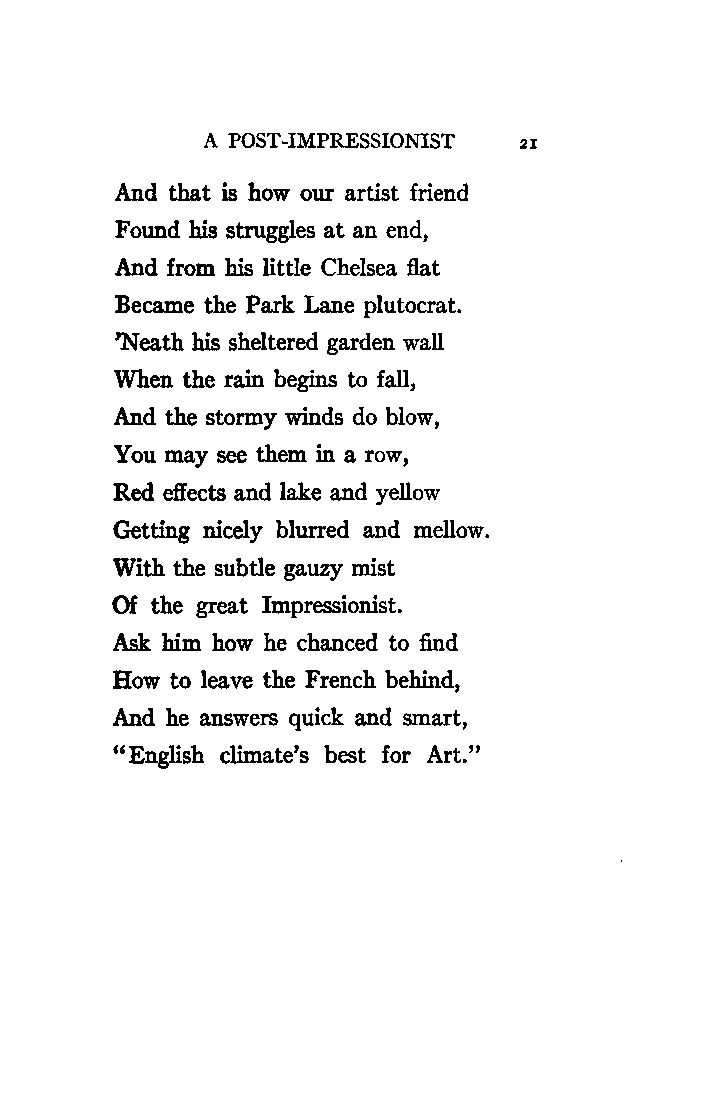 A POST-IMPRESSIONIST 21
And that is how our artist friend
Found his struggles at an end,
And from his little Chelsea flat
Became the Park Lane plutocrat.
’Neath his sheltered garden wall
When the rain begins to fall,
And the stormy winds do blow,
You may see them in a row,
Red effects and lake and yellow
Getting nicely blurred and mellow.
With the subtle gauzy mist
Of the great Impressionist.
Ask him how he chanced to find
How to leave the French behind,
And he answers quick and smart,
“English climate’s best for Art.”